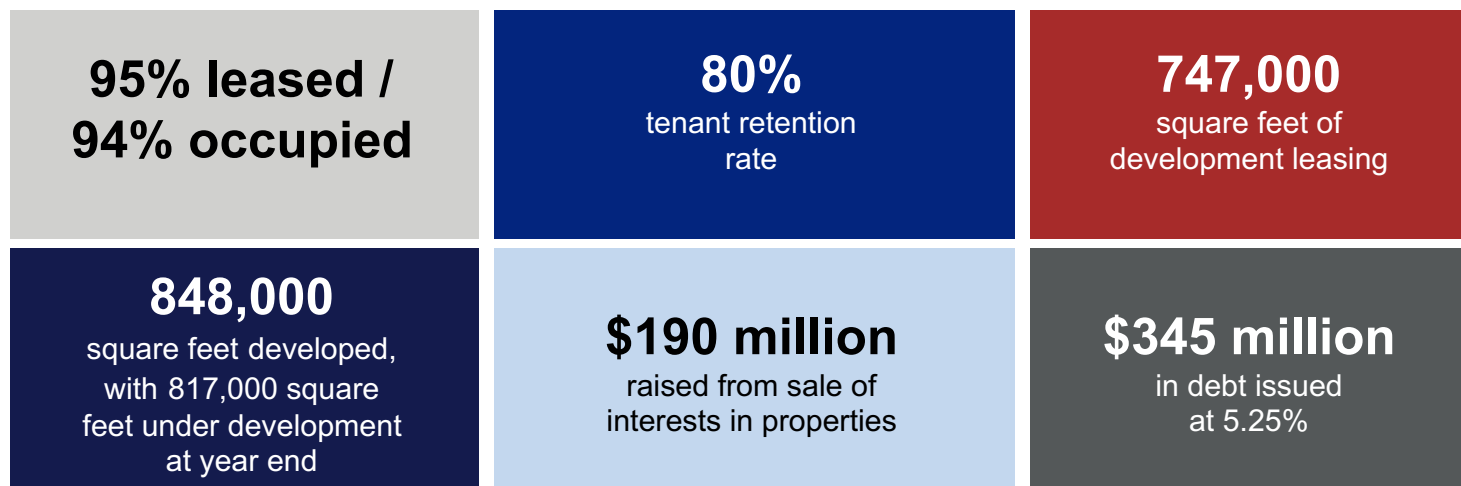 95% leased /
94% occupied
80%
tenant retention
rate
747,000
square feet of
development leasing
848,000
square feet developed,
with 817,000 square
feet under development
at year end
$190 million
raised from sale of
interests in properties
$345 million
in debt issued
at 5.25%